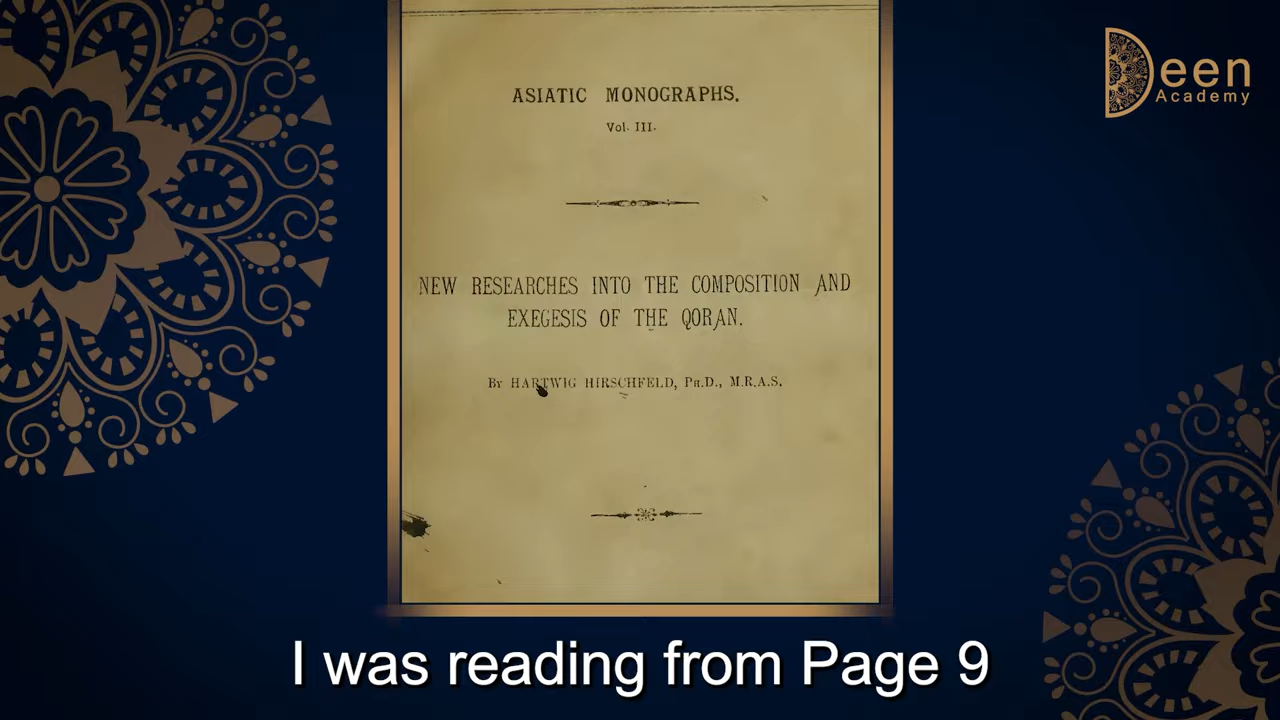 ASIATIC MONOGRAPHS.
Vol. III.
NEW RESEARCHES INTO THE COMPOSITION AND
EXEGESIS OF THE QORAN.
By HARTWIG HIRSCHFELD, Ph.D., M.R.A.S.
Deen
Academy
I was reading from Page 9